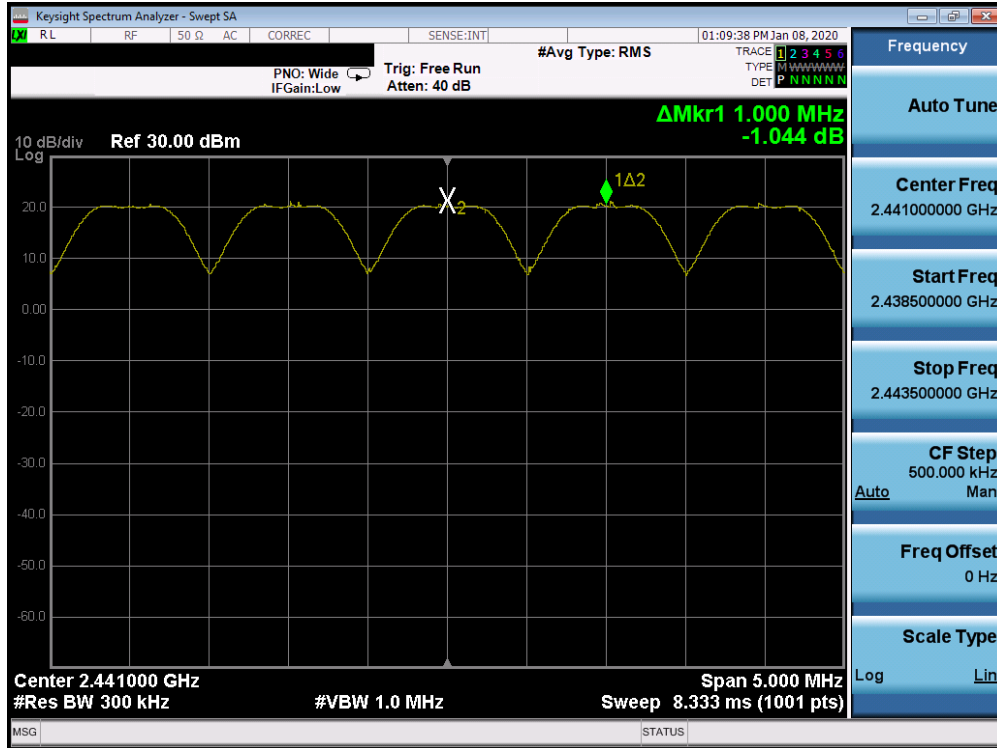 Keysight Spectrum Analyzer - Swept SA
LXI RL RF 50 Ω AC CORREC SENSE:INT 01:09:38 PM Jan 08, 2020
Frequency
#Avg Type: RMS
TRACE 1 2 3 4 5 6
PNO: Wide Trig: Free Run
TYPE M WWWWW
IFGain:Low Atten: 40 dB
DET P N N N N N
Auto Tune
ΔMkr1 1.000 MHz
-1.044 dB
10 dB/div Ref 30.00 dBm
Log
1Δ2
X2
20.0
10.0
0.00
-10.0
-20.0
-30.0
-40.0
-50.0
-60.0
Center Freq
2.441000000 GHz
Start Freq
2.438500000 GHz
Stop Freq
2.443500000 GHz
CF Step
500.000 kHz
Auto Man
Freq Offset
0 Hz
Scale Type
Log Lin
Center 2.441000 GHz Span 5.000 MHz
#Res BW 300 kHz #VBW 1.0 MHz Sweep 8.333 ms (1001 pts)
MSG STATUS